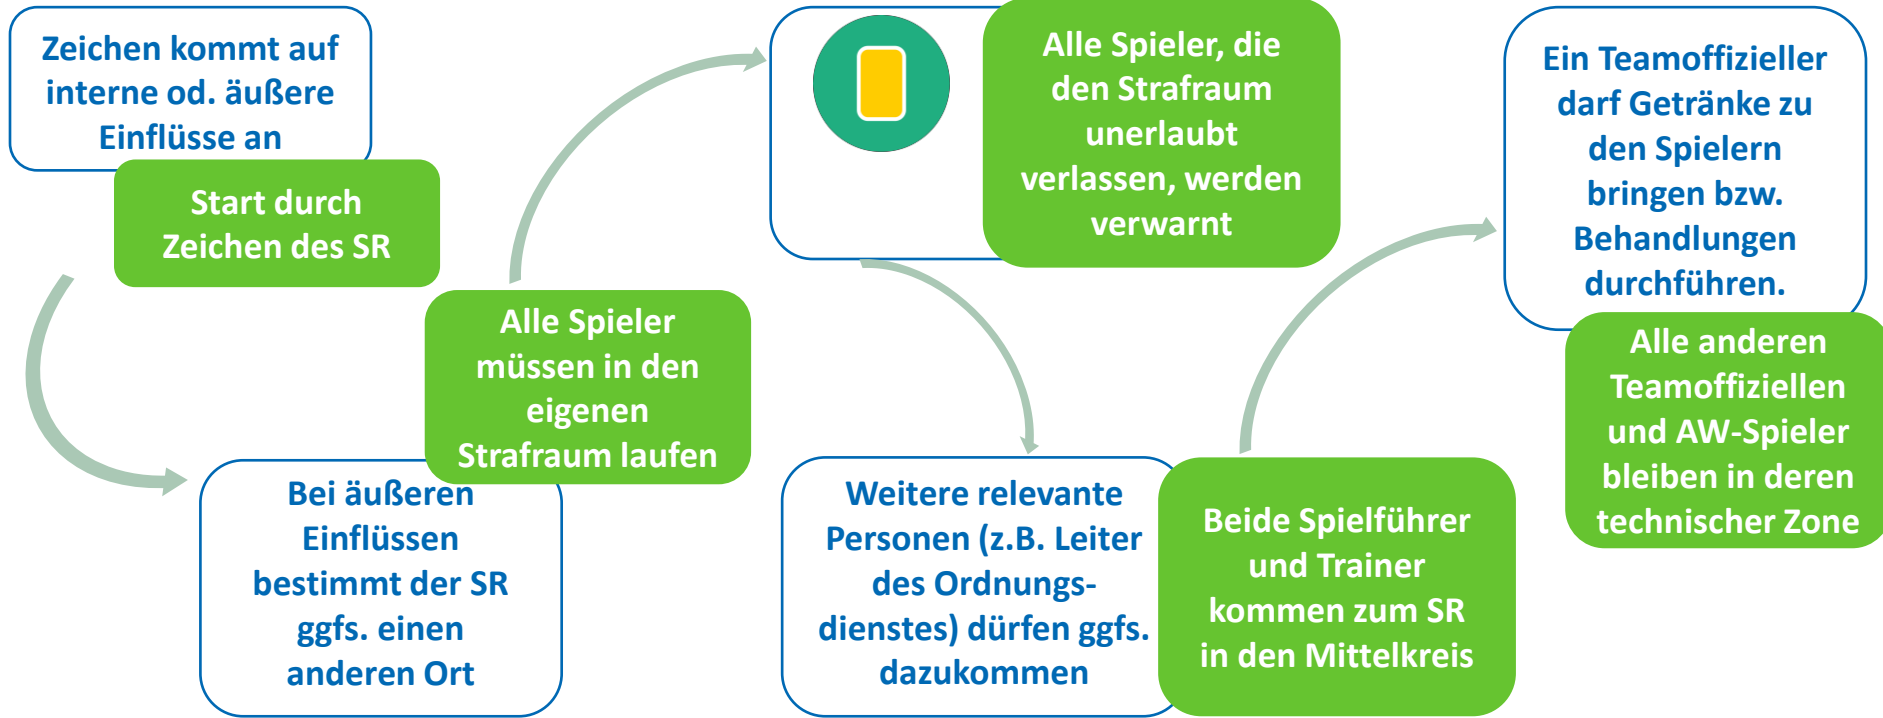 Zeichen kommt auf
interne od. äußere
Einflüsse an
Start durch
Zeichen des SR
Alle Spieler
müssen in den
eigenen
Strafraum laufen
Bei äußeren
Einflüssen
bestimmt der SR
ggfs. einen
anderen Ort
Alle Spieler, die
den Strafraum
unerlaubt
verlassen, werden
verwarnt
Weitere relevante
Personen (z.B. Leiter
des Ordnungs-
dienstes) dürfen ggfs.
dazukommen
Beide Spielführer
und Trainer
kommen zum SR
in den Mittelkreis
Ein Teamoffizieller
darf Getränke zu
den Spielern
bringen bzw.
Behandlungen
durchführen.
Alle anderen
Teamoffiziellen
und AW-Spieler
bleiben in deren
technischer Zone